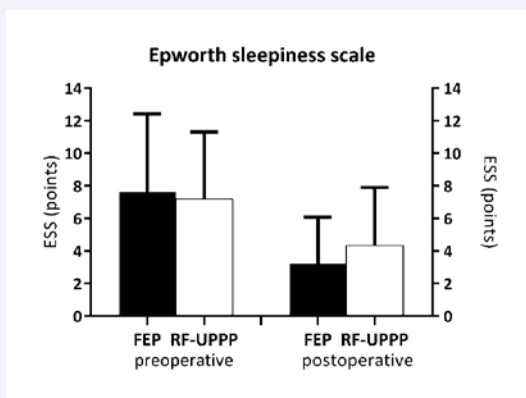 Epworth sleepiness scale
14 14
12 12
10 10
8 8
6 6
4 4
2 2
0 0
ESS (points)
ESS (points)
FEP RF-UPPP FEP RF-UPPP
preoperative postoperative